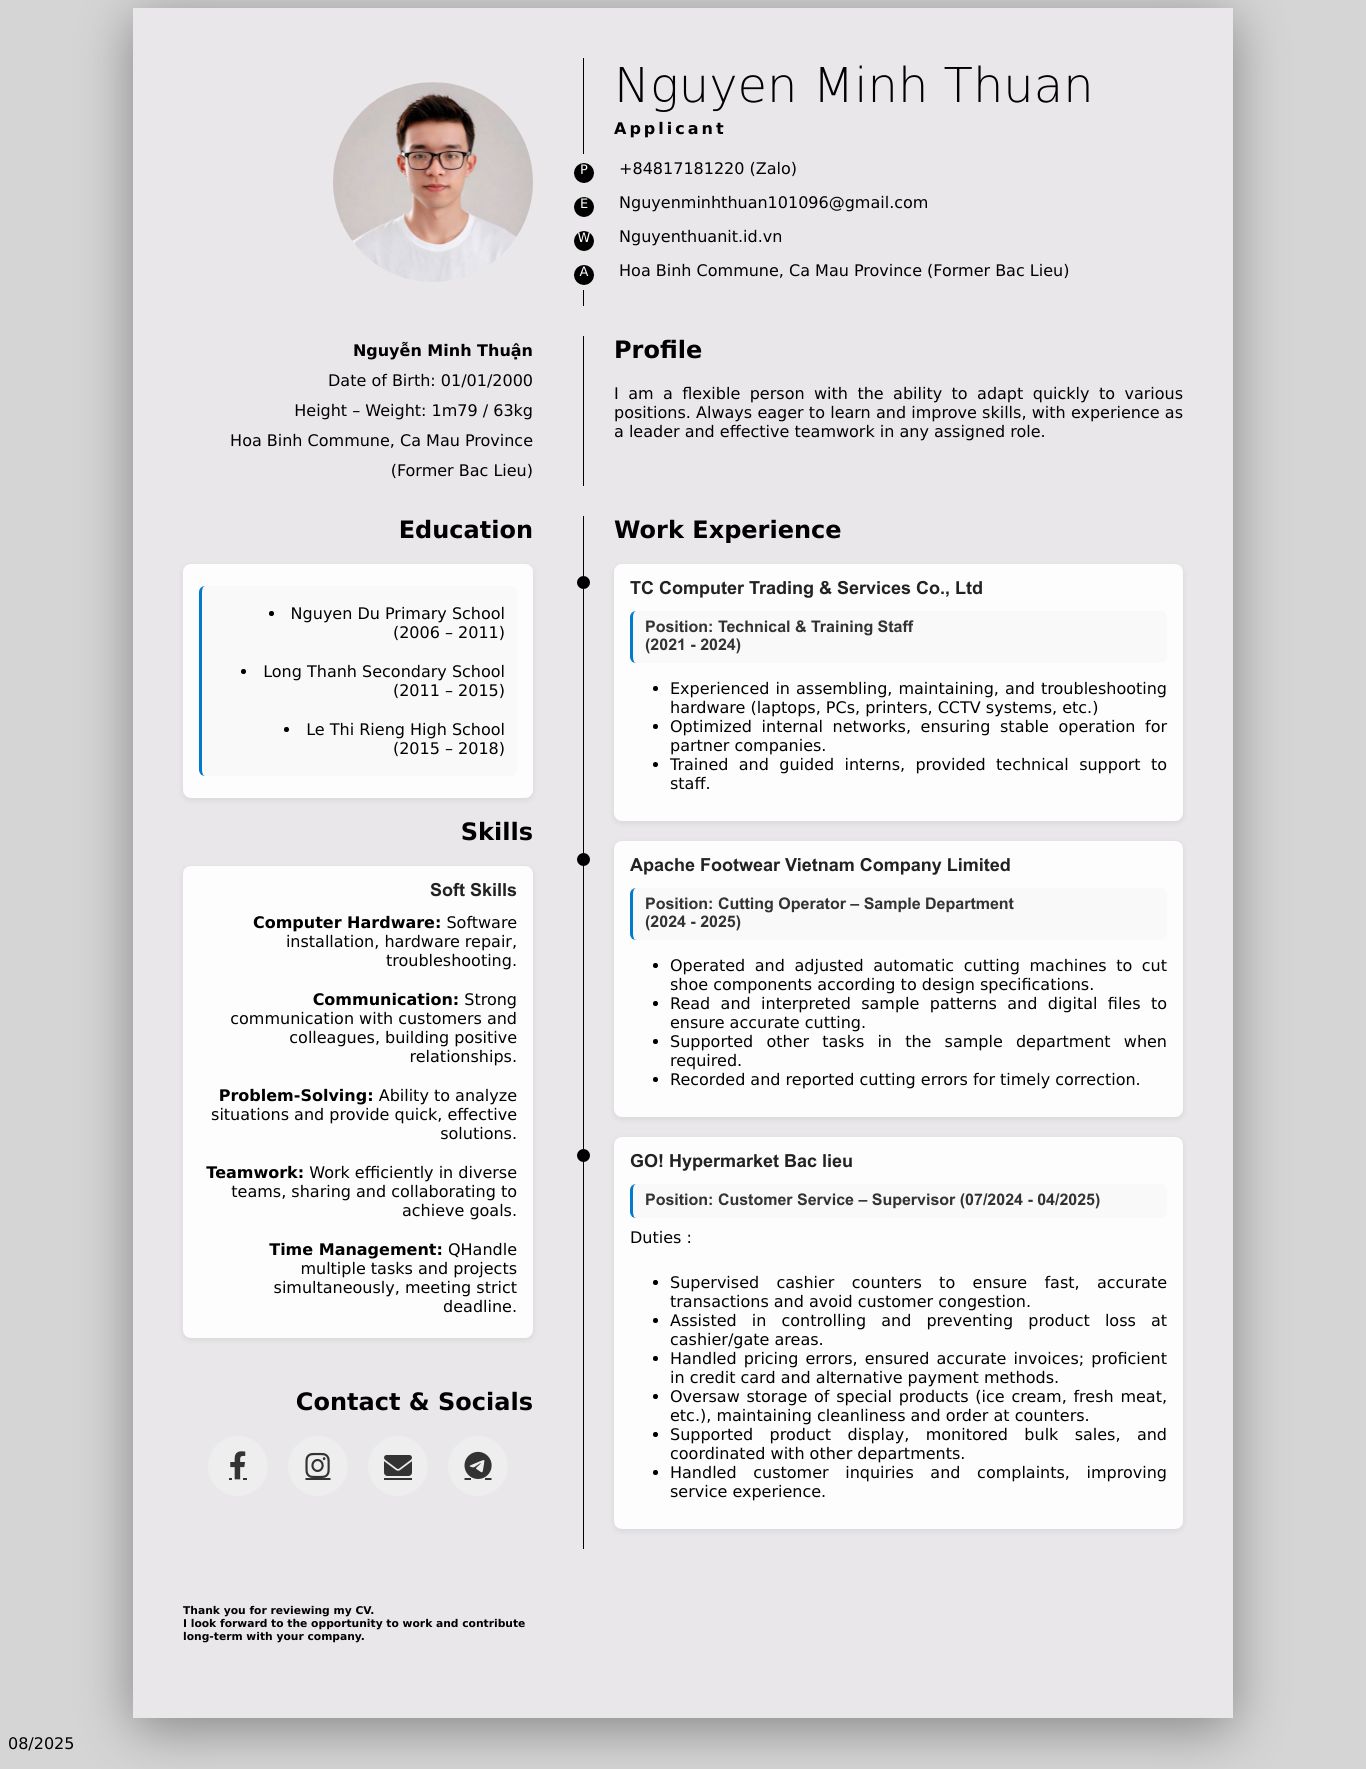 Nguyen Minh Thuan
Applicant
P +84817181220 (Zalo)
E Nguyenminhthuan101096@gmail.com
W Nguyenthuanit.id.vn
A Hoa Binh Commune, Ca Mau Province (Former Bac Lieu)
Nguyễn Minh Thuận
Date of Birth: 01/01/2000
Height – Weight: 1m79 / 63kg
Hoa Binh Commune, Ca Mau Province
(Former Bac Lieu)
Profile
I am a flexible person with the ability to adapt quickly to various
positions. Always eager to learn and improve skills, with experience as
a leader and effective teamwork in any assigned role.
Education
• Nguyen Du Primary School
(2006 – 2011)
• Long Thanh Secondary School
(2011 – 2015)
• Le Thi Rieng High School
(2015 – 2018)
Skills
Soft Skills
Computer Hardware: Software
installation, hardware repair,
troubleshooting.
Communication: Strong
communication with customers and
colleagues, building positive
relationships.
Problem-Solving: Ability to analyze
situations and provide quick, effective
solutions.
Teamwork: Work efficiently in diverse
teams, sharing and collaborating to
achieve goals.
Time Management: QHandle
multiple tasks and projects
simultaneously, meeting strict
deadline.
Contact & Socials
Work Experience
TC Computer Trading & Services Co., Ltd
Position: Technical & Training Staff
(2021 - 2024)
• Experienced in assembling, maintaining, and troubleshooting
hardware (laptops, PCs, printers, CCTV systems, etc.)
• Optimized internal networks, ensuring stable operation for
partner companies.
• Trained and guided interns, provided technical support to
staff.
Apache Footwear Vietnam Company Limited
Position: Cutting Operator – Sample Department
(2024 - 2025)
• Operated and adjusted automatic cutting machines to cut
shoe components according to design specifications.
• Read and interpreted sample patterns and digital files to
ensure accurate cutting.
• Supported other tasks in the sample department when
required.
• Recorded and reported cutting errors for timely correction.
GO! Hypermarket Bac lieu
Position: Customer Service – Supervisor (07/2024 - 04/2025)
Duties :
• Supervised cashier counters to ensure fast, accurate
transactions and avoid customer congestion.
• Assisted in controlling and preventing product loss at
cashier/gate areas.
• Handled pricing errors, ensured accurate invoices; proficient
in credit card and alternative payment methods.
• Oversaw storage of special products (ice cream, fresh meat,
etc.), maintaining cleanliness and order at counters.
• Supported product display, monitored bulk sales, and
coordinated with other departments.
• Handled customer inquiries and complaints, improving
service experience.
Thank you for reviewing my CV.
I look forward to the opportunity to work and contribute
long-term with your company.
08/2025